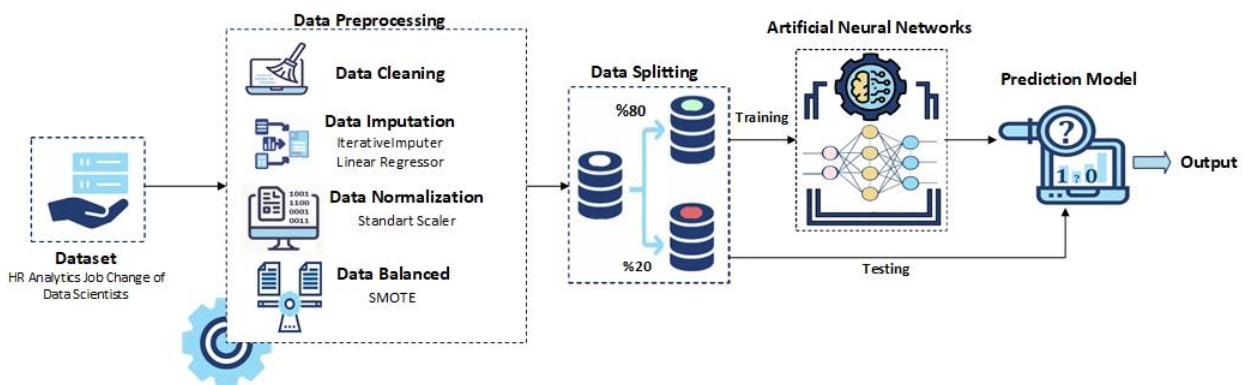 Data Preprocessing
Data Cleaning
Data Imputation
IterativeImputer
Linear Regressor
1001
1100
0001
0011
Data Normalization
Standart Scaler
Data Balanced
SMOTE
Dataset
HR Analytics Job Change of
Data Scientists
Data Splitting
%80
%20
Training
Testing
Artificial Neural Networks
Prediction Model
?
1 ? 0
Output